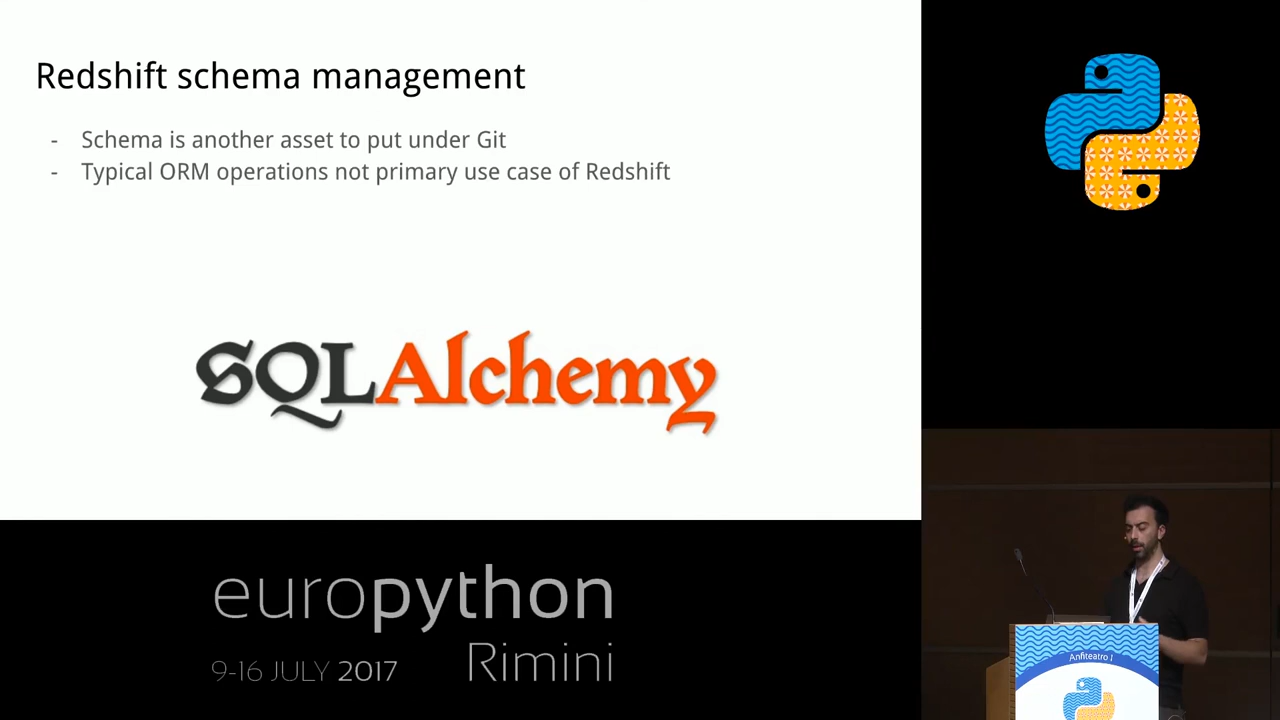 Redshift schema management
- Schema is another asset to put under Git
- Typical ORM operations not primary use case of Redshift
SQLAlchemy
europython
9-16 JULY 2017 Rimini
Anfiteatro I